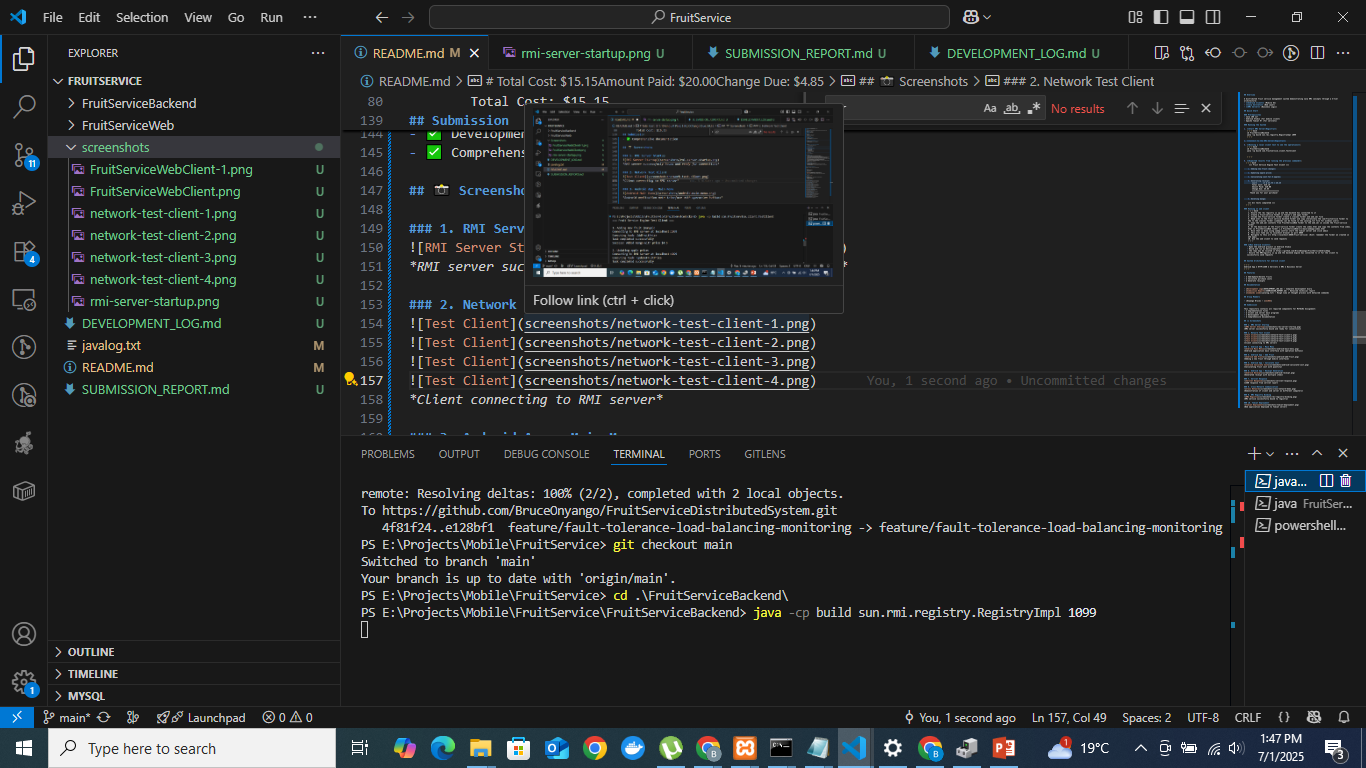 File Edit Selection View Go Run ··· FruitService
EXPLORER ···
FRUITSERVICE
FruitServiceBackend
FruitServiceWeb
screenshots
FruitServiceWebClient-1.png U
FruitServiceWebClient.png U
network-test-client-1.png U
network-test-client-2.png U
network-test-client-3.png U
network-test-client-4.png U
rmi-server-startup.png U
DEVELOPMENT_LOG.md U
javalog.txt M
README.md M
SUBMISSION_REPORT.md U
OUTLINE
TIMELINE
MYSQL
README.md M rmi-server-startup.png U SUBMISSION_REPORT.md U DEVELOPMENT_LOG.md U
README.md > # Total Cost: $15.15Amount Paid: $20.00Change Due: $4.85 > ## 📸 Screenshots > ### 2. Network Test Client
80 Total Cost: $15.15
139 ## Submission
144 - ✅ Developmen
145 - ✅ Comprehens
146
147 ## 📸 Screensho
148
149 ### 1. RMI Serv
150 ![RMI Server St
151 *RMI server suc
152
153 ### 2. Network
154 ![Test Client](screenshots/network-test-client-1.png)
155 ![Test Client](screenshots/network-test-client-2.png)
156 ![Test Client](screenshots/network-test-client-3.png)
157 ![Test Client](screenshots/network-test-client-4.png) You, 1 second ago • Uncommitted changes
158 *Client connecting to RMI server*
159
Aa ab .* No results
Follow link (ctrl + click)
PROBLEMS OUTPUT DEBUG CONSOLE TERMINAL PORTS GITLENS
remote: Resolving deltas: 100% (2/2), completed with 2 local objects.
To https://github.com/BruceOnyango/FruitServiceDistributedSystem.git
4f81f24..e128bf1 feature/fault-tolerance-load-balancing-monitoring -> feature/fault-tolerance-load-balancing-monitoring
PS E:\Projects\Mobile\FruitService> git checkout main
Switched to branch 'main'
Your branch is up to date with 'origin/main'.
PS E:\Projects\Mobile\FruitService> cd .\FruitServiceBackend\
PS E:\Projects\Mobile\FruitService\FruitServiceBackend> java -cp build sun.rmi.registry.RegistryImpl 1099
java...
java FruitSer...
powershell...
11
4
1
main* Launchpad 0 0 You, 1 second ago Ln 157, Col 49 Spaces: 2 UTF-8 CRLF { }
Type here to search
1 19°C
1:47 PM
7/1/2025
3